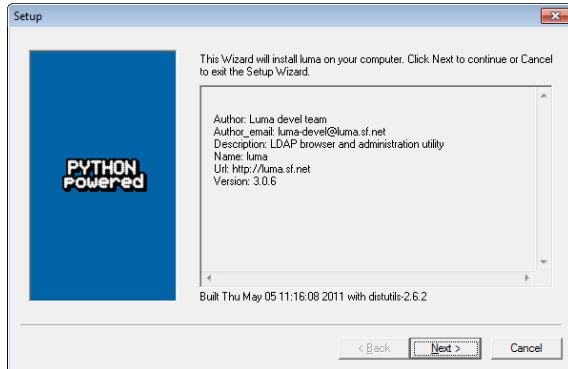 Setup
This Wizard will install luma on your computer. Click Next to continue or Cancel
to exit the Setup Wizard.
PYTHON
powered
Author: Luma devel team
Author_email: luma-devel@luma.sf.net
Description: LDAP browser and administration utility
Name: luma
Url: http://luma.sf.net
Version: 3.0.6
Built Thu May 05 11:16:08 2011 with distutils-2.6.2
< Back
Next >
Cancel